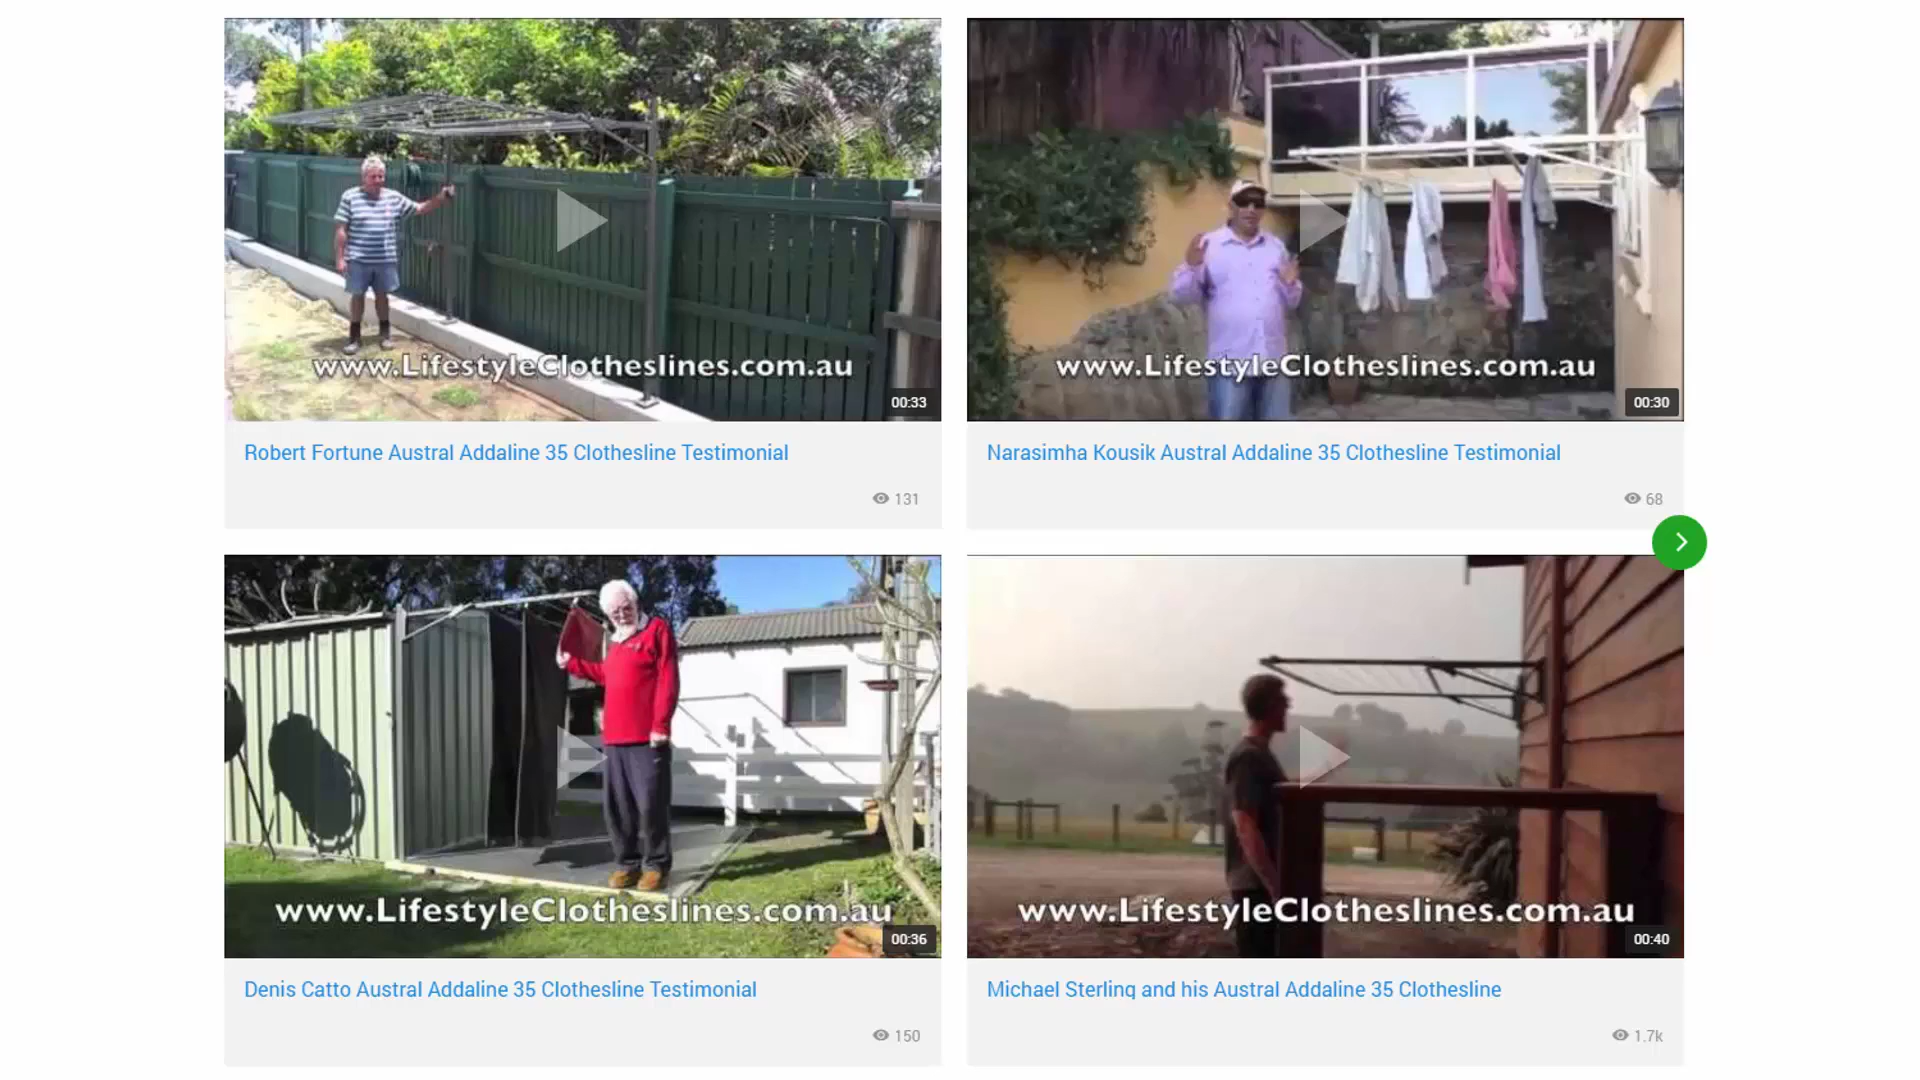 www.LifestyleClotheslines.com.au
00:33
Robert Fortune Austral Addaline 35 Clothesline Testimonial
131
www.LifestyleClotheslines.com.au
00:30
Narasimha Kousik Austral Addaline 35 Clothesline Testimonial
68
www.LifestyleClotheslines.com.au
00:36
Denis Catto Austral Addaline 35 Clothesline Testimonial
150
www.LifestyleClotheslines.com.au
00:40
Michael Sterling and his Austral Addaline 35 Clothesline
1.7k